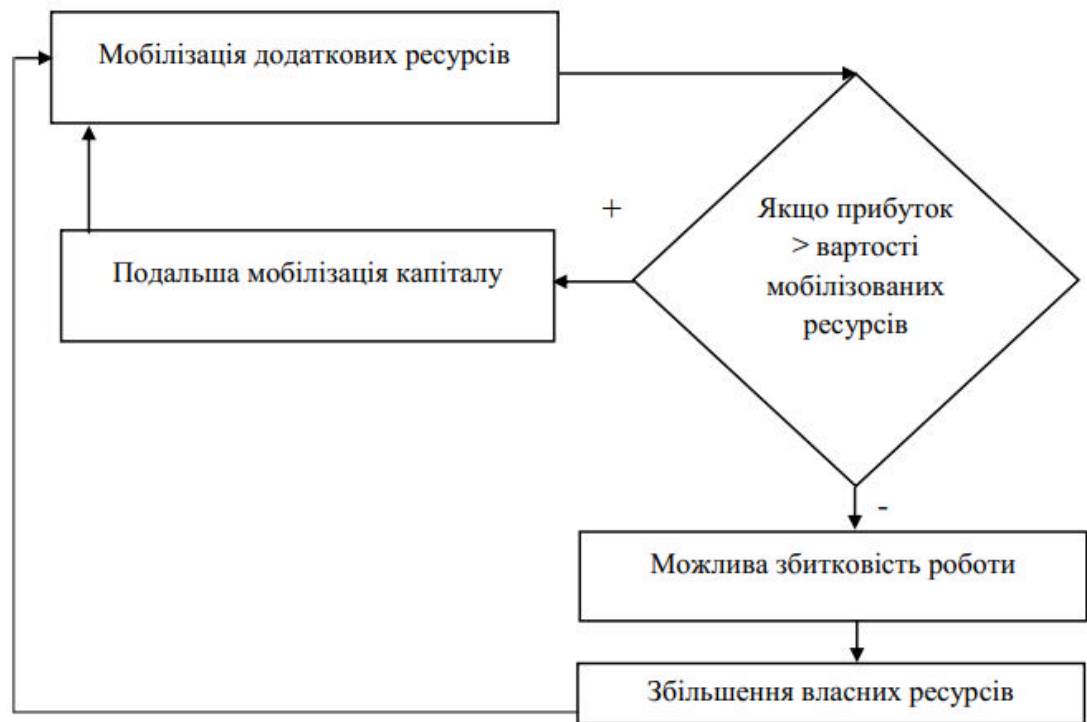 Мобілізація додаткових ресурсів
+
Якщо прибуток
> вартості
мобілізованих
ресурсів
Подальша мобілізація капіталу
-
Можлива збитковість роботи
Збільшення власних ресурсів